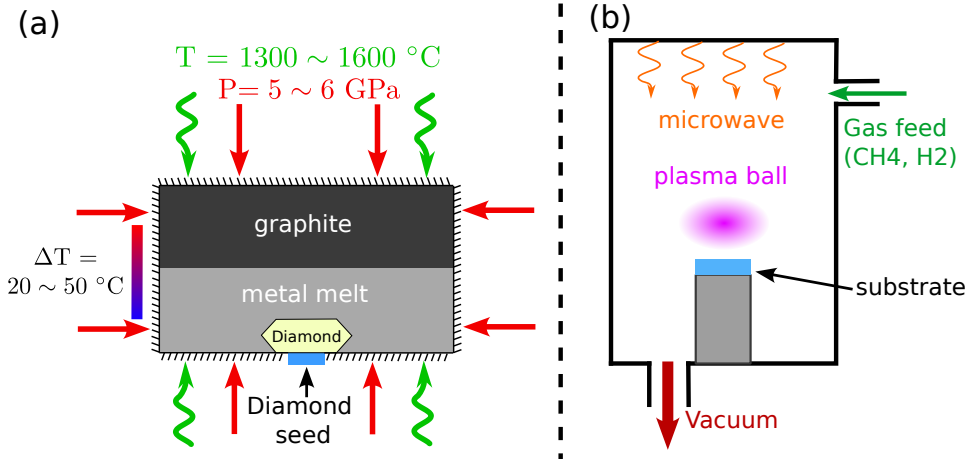 (a)
T = 1300 ∼ 1600 °C
P= 5 ∼ 6 GPa
graphite
ΔT =
20 ∼ 50 °C
metal melt
Diamond
Diamond
seed
(b)
microwave
Gas feed
(CH4, H2)
plasma ball
substrate
Vacuum